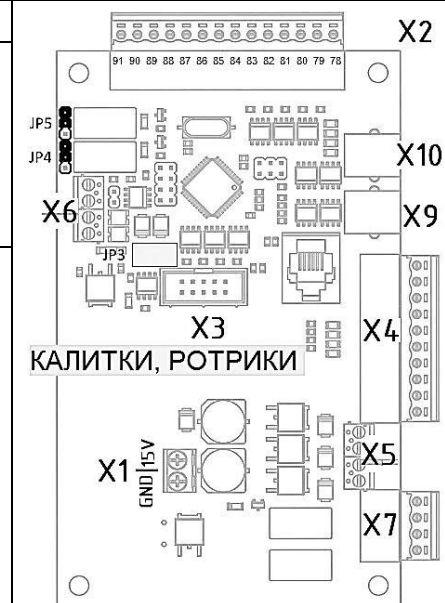 X2
91 90 89 88 87 86 85 84 83 82 81 80 79 78
JP5
JP4
X10
X6
X9
JP3
X3
X4
КАЛИТКИ, РОТРИКИ
X5
X1
GND|15V
X7